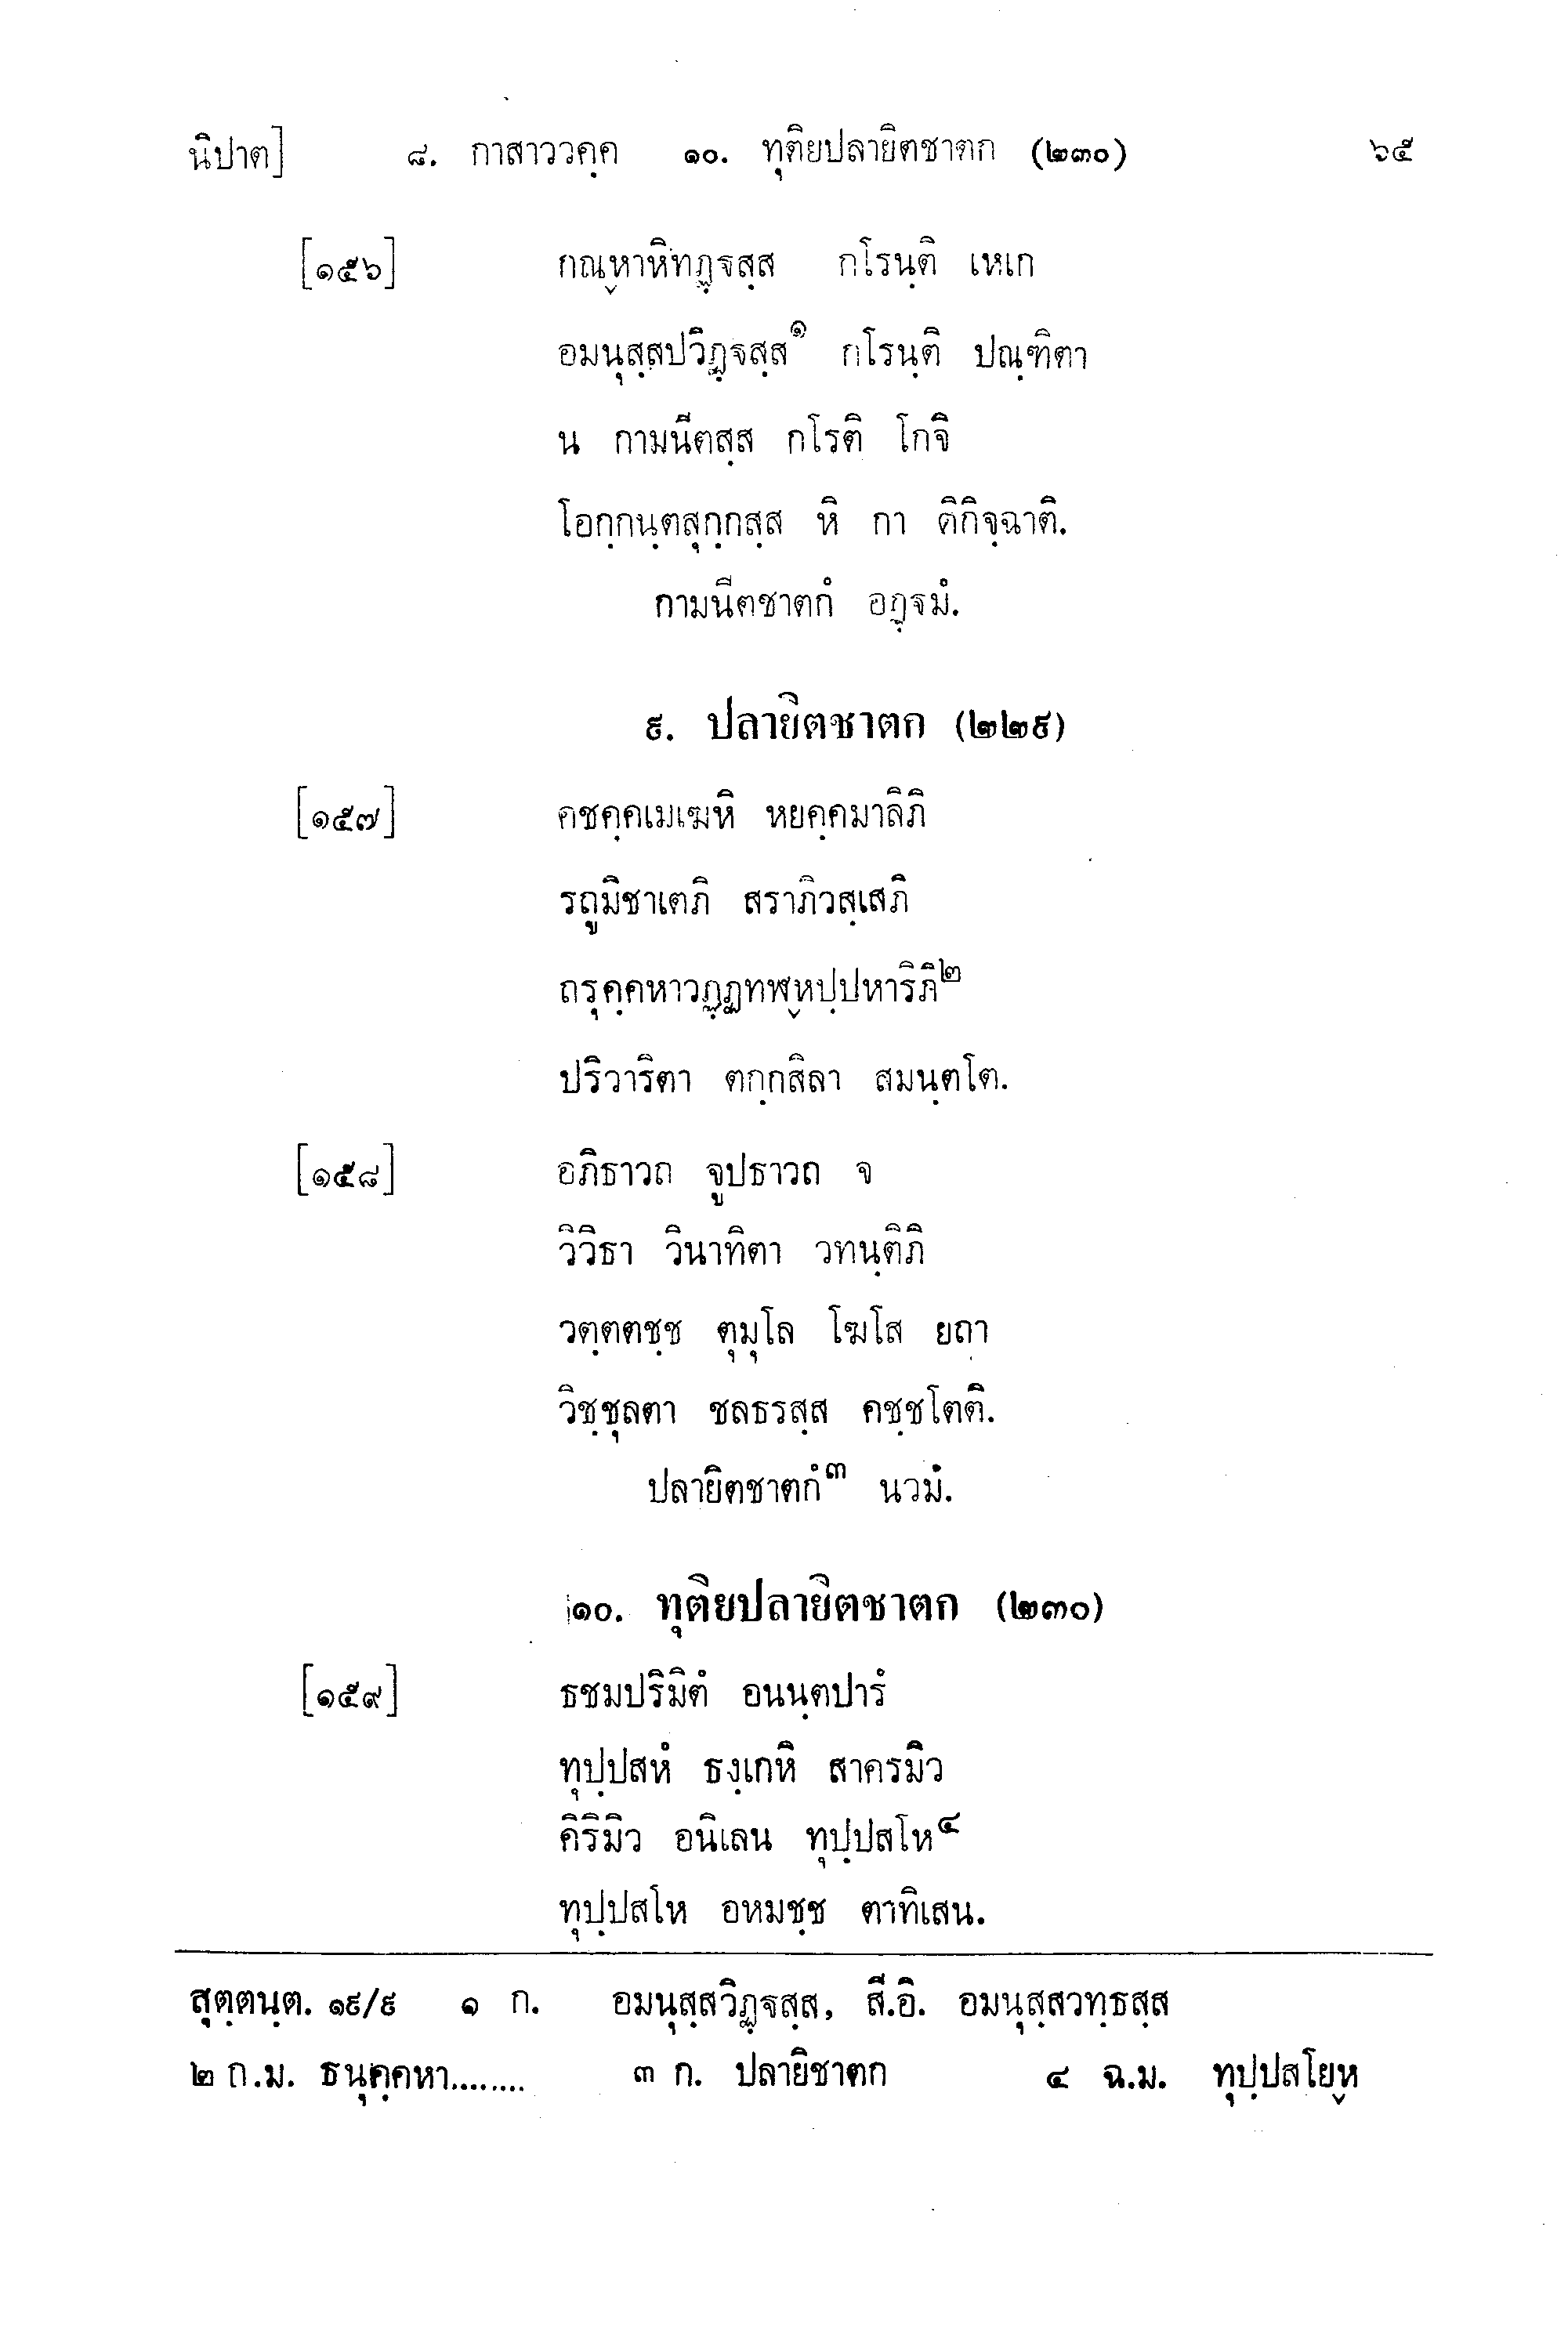 นิปาต] ๘. กาสาววคฺค ๑๐. ทุติยปลายิตชาตก (๒๓๐) ๖๕
[๑๕๖] กณฺหาหิทฏฺฐสฺส กโรนฺติ เหเก
อมนุสฺสปวิฏฺฐสฺส๑ กโรนฺติ ปณฺฑิตา
น กามนีตสฺส กโรติ โกจิ
โอกฺกนฺตสุกฺกสฺส หิ กา ติกิจฺฉาติ.
กามนีตชาตกํ อฏฺฐมํ.
๙. ปลายิตชาตก (๒๒๙)
[๑๕๗] คชคฺคเมเฆหิ หยคฺคมาลิภิ
รถูมิชาเตภิ สราภิวสฺเสภิ
ถรุคฺคหาวฏฺฏทฬฺหปฺปหาริภิ๒
ปริวาริตา ตกฺกสิลา สมนฺตโต.
[๑๕๘] อภิธาวถ จูปธาวถ จ
วิวิธา วินาทิตา วทนฺติภิ
วตฺตตชฺช ตุมุโล โฆโส ยถา
วิชฺชุลตา ชลธรสฺส คชฺชโตติ.
ปลายิตชาตกํ๓ นวมํ.
๑๐. ทุติยปลายิตชาตก (๒๓๐)
[๑๕๙] ธชมปริมิตํ อนนฺตปารํ
ทุปฺปสหํ ธงฺเกหิ สาครมิว
คิริมิว อนิเลน ทุปฺปสโห๔
ทุปฺปสโห อหมชฺช ตาทิเสน.
สุตฺตนฺต. ๑๙/๙ ๑ ก. อมนุสฺสวิฏฺฐสฺส, สี.อิ. อมนุสฺสวทฺธสฺส
๒ ถ.ม. ธนุคฺคหา........ ๓ ก. ปลายิชาตก ๔ ฉ.ม. ทุปฺปสโยฺห